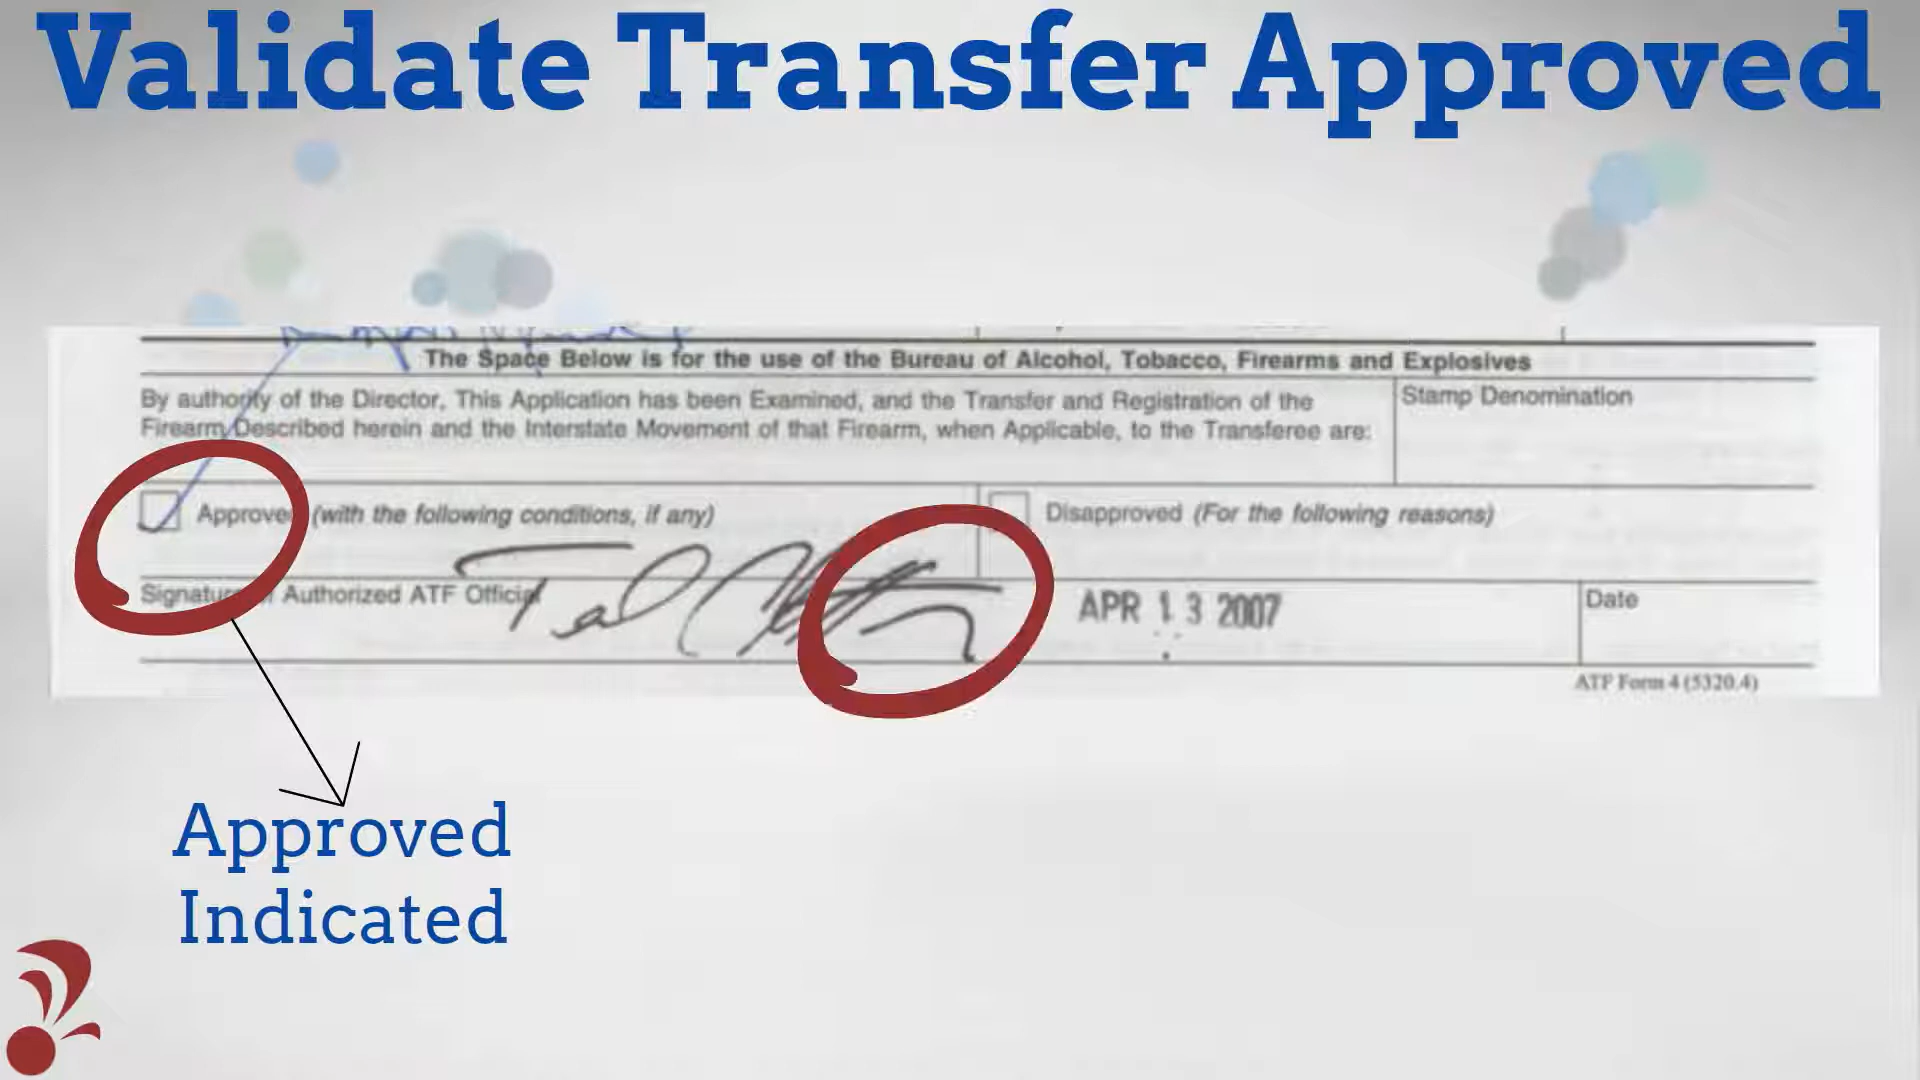 Validate Transfer Approved
The Space Below is for the use of the Bureau of Alcohol, Tobacco, Firearms and Explosives
By authority of the Director, This Application has been Examined, and the Transfer and Registration of the
Firearm Described herein and the Interstate Movement of that Firearm, when Applicable, to the Transferee are:
Stamp Denomination
Approved (with the following conditions, if any)
Disapproved (For the following reasons)
Signature of Authorized ATF Official
APR 13 2007
Date
ATF Form 4 (5320.4)
Approved
Indicated